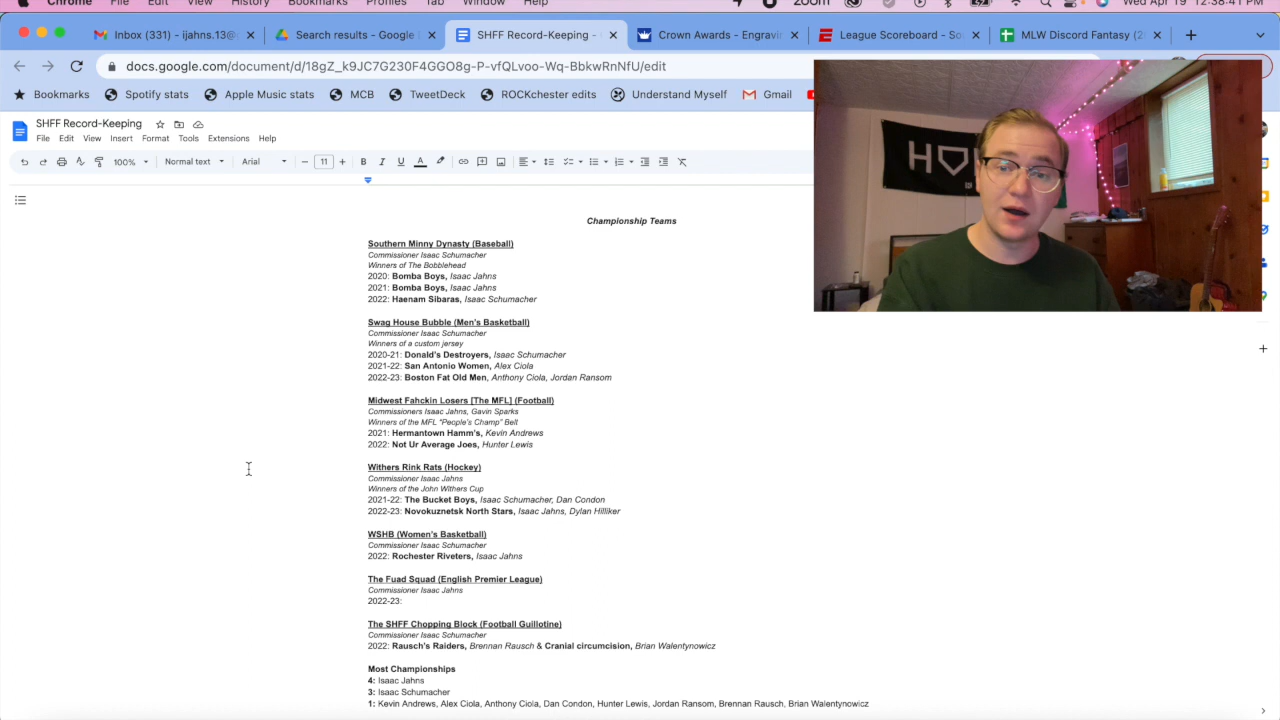 Chrome File Edit View History Bookmarks Profiles Tab Window Help ZOOM Wed Apr 19 12:38:41 PM
Inbox (331) - ijahns.13@g
Search results - Google D
SHFF Record-Keeping -
Crown Awards - Engravin
League Scoreboard - So
MLW Discord Fantasy (2
docs.google.com/document/d/18gZ_k9JC7G230F4GGO8g-P-vfQLvoo-Wq-BbkwRnNfU/edit
Bookmarks Spotify stats Apple Music stats MCB TweetDeck ROCKchester edits Understand Myself Gmail
SHFF Record-Keeping
File Edit View Insert Format Tools Extensions Help
100% Normal text Arial 11 B I U A
Championship Teams
Southern Minny Dynasty (Baseball)
Commissioner Isaac Schumacher
Winners of The Bobblehead
2020: Bomba Boys, Isaac Jahns
2021: Bomba Boys, Isaac Jahns
2022: Haenam Sibaras, Isaac Schumacher
Swag House Bubble (Men's Basketball)
Commissioner Isaac Schumacher
Winners of a custom jersey
2020-21: Donald's Destroyers, Isaac Schumacher
2021-22: San Antonio Women, Alex Ciola
2022-23: Boston Fat Old Men, Anthony Ciola, Jordan Ransom
Midwest Fahckin Losers [The MFL] (Football)
Commissioners Isaac Jahns, Gavin Sparks
Winners of the MFL "People's Champ" Belt
2021: Hermantown Hamm's, Kevin Andrews
2022: Not Ur Average Joes, Hunter Lewis
Withers Rink Rats (Hockey)
Commissioner Isaac Jahns
Winners of the John Withers Cup
2021-22: The Bucket Boys, Isaac Schumacher, Dan Condon
2022-23: Novokuznetsk North Stars, Isaac Jahns, Dylan Hilliker
WSHB (Women's Basketball)
Commissioner Isaac Schumacher
2022: Rochester Riveters, Isaac Jahns
The Fuad Squad (English Premier League)
Commissioner Isaac Jahns
2022-23:
The SHFF Chopping Block (Football Guillotine)
Commissioner Isaac Schumacher
2022: Rausch's Raiders, Brennan Rausch & Cranial circumcision, Brian Walentynowicz
Most Championships
4: Isaac Jahns
3: Isaac Schumacher
1: Kevin Andrews, Alex Ciola, Anthony Ciola, Dan Condon, Hunter Lewis, Jordan Ransom, Brennan Rausch, Brian Walentynowicz